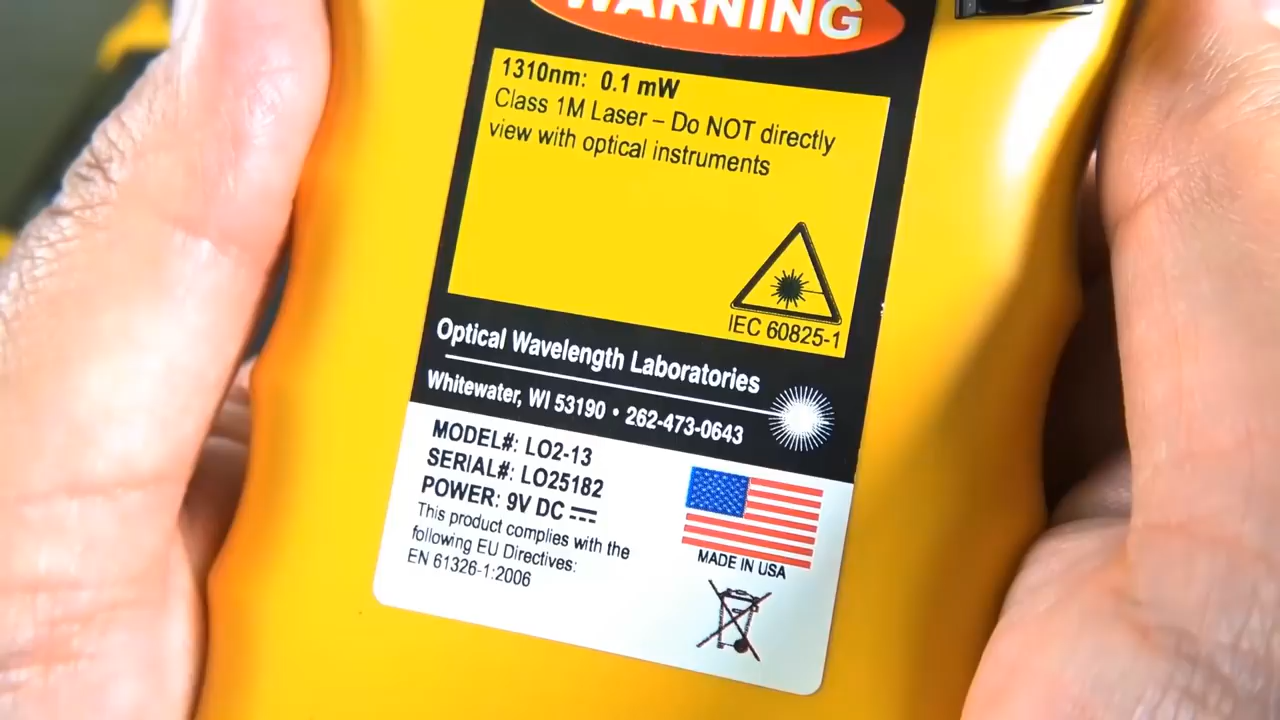 WARNING
1310nm: 0.1 mW
Class 1M Laser – Do NOT directly
view with optical instruments
IEC 60825-1
Optical Wavelength Laboratories
Whitewater, WI 53190 • 262-473-0643
MODEL#: LO2-13
SERIAL#: LO25182
POWER: 9V DC ⎓
This product complies with the
following EU Directives:
EN 61326-1:2006
MADE IN USA